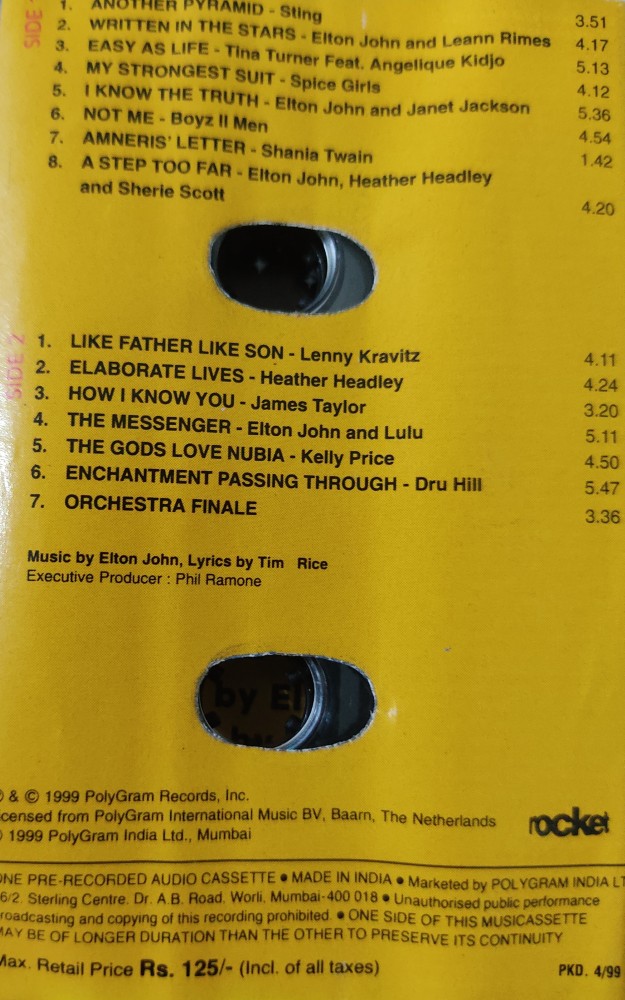 SIDE
1. ANOTHER PYRAMID - Sting 3.51
2. WRITTEN IN THE STARS - Elton John and Leann Rimes 4.17
3. EASY AS LIFE - Tina Turner Feat. Angelique Kidjo 5.13
4. MY STRONGEST SUIT - Spice Girls 4.12
5. I KNOW THE TRUTH - Elton John and Janet Jackson 5.36
6. NOT ME - Boyz II Men 4.54
7. AMNERIS' LETTER - Shania Twain 1.42
8. A STEP TOO FAR - Elton John, Heather Headley
and Sherie Scott 4.20
SIDE 2
1. LIKE FATHER LIKE SON - Lenny Kravitz 4.11
2. ELABORATE LIVES - Heather Headley 4.24
3. HOW I KNOW YOU - James Taylor 3.20
4. THE MESSENGER - Elton John and Lulu 5.11
5. THE GODS LOVE NUBIA - Kelly Price 4.50
6. ENCHANTMENT PASSING THROUGH - Dru Hill 5.47
7. ORCHESTRA FINALE 3.36
Music by Elton John, Lyrics by Tim Rice
Executive Producer : Phil Ramone
by El
by
& © 1999 PolyGram Records, Inc.
censed from PolyGram International Music BV, Baarn, The Netherlands
1999 PolyGram India Ltd., Mumbai
rocket
NE PRE-RECORDED AUDIO CASSETTE ● MADE IN INDIA ● Marketed by POLYGRAM INDIA LT
6/2. Sterling Centre. Dr. A.B. Road. Worli. Mumbai-400 018 ● Unauthorised public performance
roadcasting and copying of this recording prohibited. ● ONE SIDE OF THIS MUSICASSETTE
MAY BE OF LONGER DURATION THAN THE OTHER TO PRESERVE ITS CONTINUITY
Max. Retail Price Rs. 125/- (Incl. of all taxes) PKD. 4/99